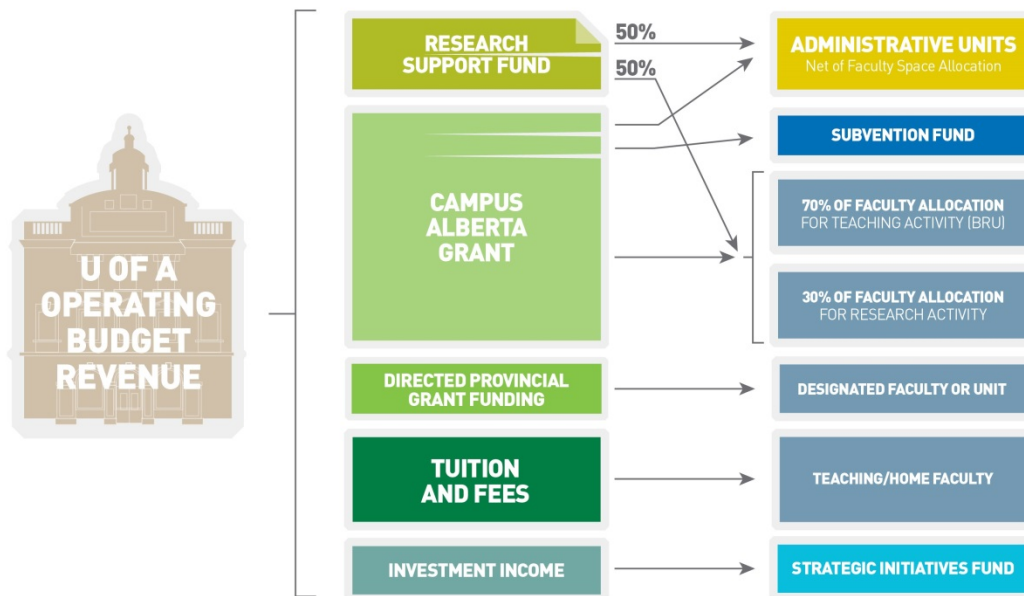 U OF A
OPERATING
BUDGET
REVENUE
RESEARCH
SUPPORT FUND
50%
50%
CAMPUS
ALBERTA
GRANT
DIRECTED PROVINCIAL
GRANT FUNDING
TUITION
AND FEES
INVESTMENT INCOME
ADMINISTRATIVE UNITS
Net of Faculty Space Allocation
SUBVENTION FUND
70% OF FACULTY ALLOCATION
FOR TEACHING ACTIVITY (BRU)
30% OF FACULTY ALLOCATION
FOR RESEARCH ACTIVITY
DESIGNATED FACULTY OR UNIT
TEACHING/HOME FACULTY
STRATEGIC INITIATIVES FUND